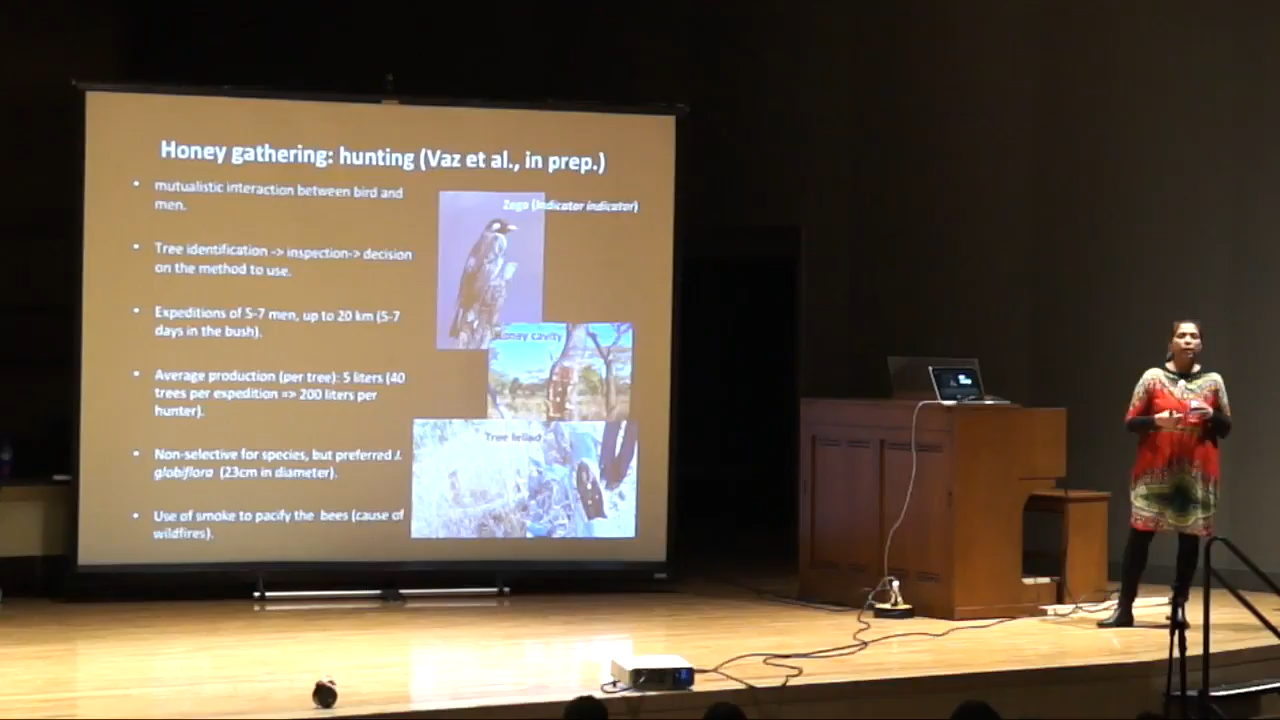 Honey gathering: hunting (Vaz et al., in prep.)
• mutualistic interaction between bird and
men.
• Tree identification -> inspection-> decision
on the method to use.
• Expeditions of 5-7 men, up to 20 km (5-7
days in the bush).
• Average production (per tree): 5 liters (40
trees per expedition => 200 liters per
hunter).
• Non-selective for species, but preferred J.
globiflora (23cm in diameter).
• Use of smoke to pacify the bees (cause of
wildfires).
(Indicator indicator)
Honey cavity
Tree felled